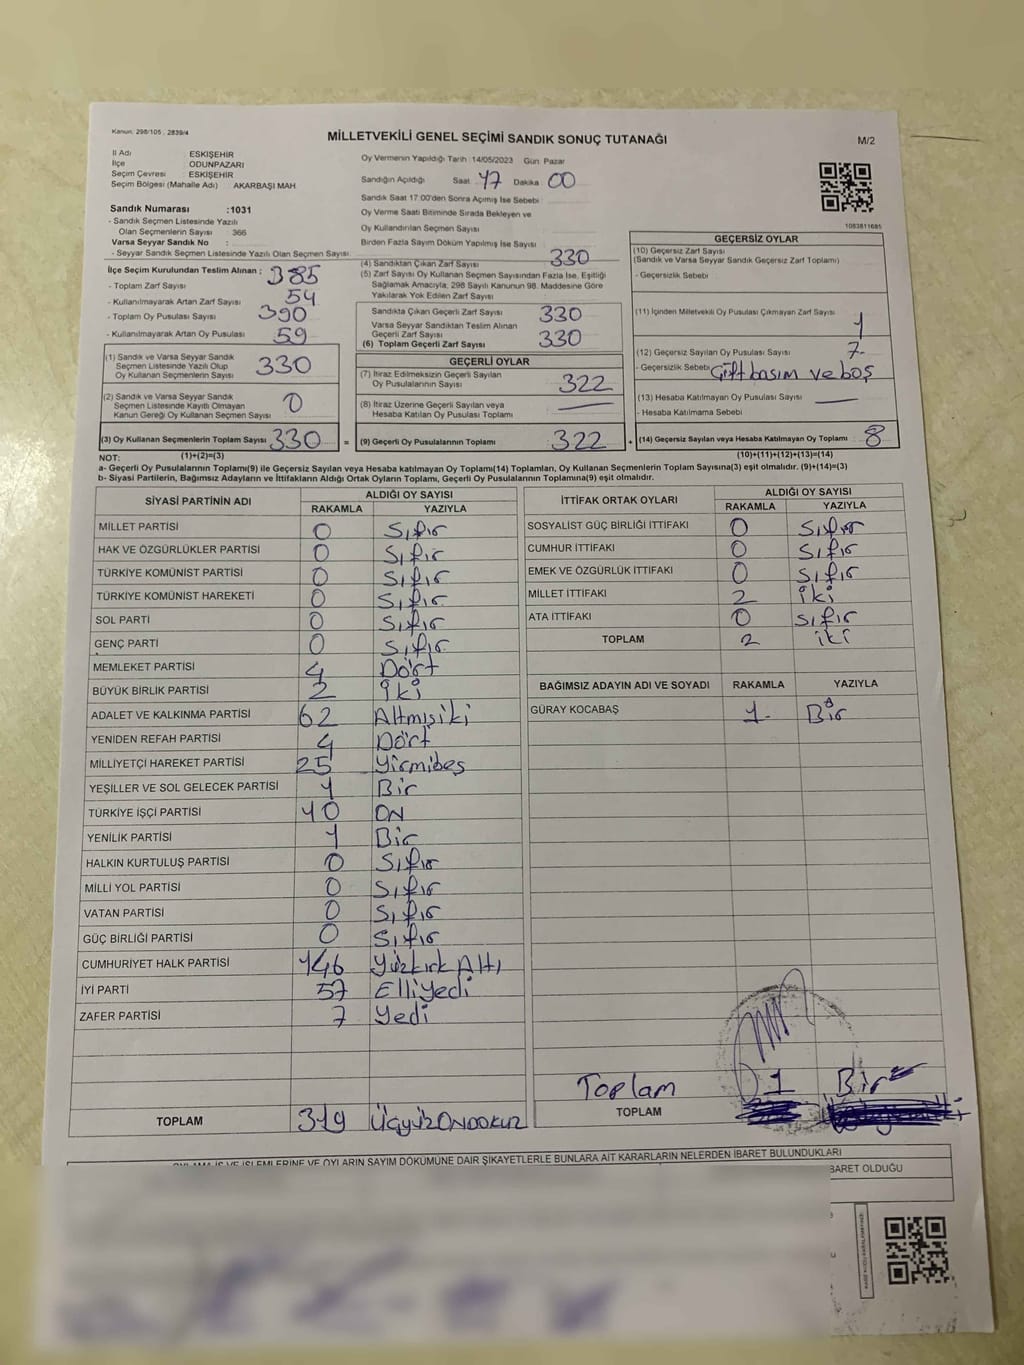 Kanun: 298/105 , 2839/4
MİLLETVEKİLİ GENEL SEÇİMİ SANDIK SONUÇ TUTANAĞI
M/2
İl Adı : ESKİŞEHİR
İlçe : ODUNPAZARI
Seçim Çevresi : ESKİŞEHİR
Seçim Bölgesi (Mahalle Adı) : AKARBAŞI MAH
Oy Vermenin Yapıldığı Tarih : 14/05/2023 Gün: Pazar
Sandığın Açıldığı Saat 17 Dakika 00
Sandık Saat 17:00'den Sonra Açılmış İse Sebebi :
Oy Verme Saati Bitiminde Sırada Bekleyen ve
Oy Kullandırılan Seçmen Sayısı :
Birden Fazla Sayım Döküm Yapılmış İse Sayısı :
1083811685
Sandık Numarası :1031
- Sandık Seçmen Listesinde Yazılı
Olan Seçmenlerin Sayısı : 366
Varsa Seyyar Sandık No :
- Seyyar Sandık Seçmen Listesinde Yazılı Olan Seçmen Sayısı
İlçe Seçim Kurulundan Teslim Alınan :
- Toplam Zarf Sayısı 385
- Kullanılmayarak Artan Zarf Sayısı 54
- Toplam Oy Pusulası Sayısı 390
- Kullanılmayarak Artan Oy Pusulası 59
(1) Sandık ve Varsa Seyyar Sandık
Seçmen Listesinde Yazılı Olup
Oy Kullanan Seçmenlerin Sayısı 330
(2) Sandık ve Varsa Seyyar Sandık
Seçmen Listesinde Kayıtlı Olmayan
Kanun Gereği Oy Kullanan Seçmen Sayısı 0
(3) Oy Kullanan Seçmenlerin Toplam Sayısı 330 =
(1)+(2)=(3)
(4) Sandıktan Çıkan Zarf Sayısı 330
(5) Zarf Sayısı Oy Kullanan Seçmen Sayısından Fazla İse, Eşitliği
Sağlamak Amacıyla; 298 Sayılı Kanunun 98. Maddesine Göre
Yakılarak Yok Edilen Zarf Sayısı :
Sandıkta Çıkan Geçerli Zarf Sayısı 330
Varsa Seyyar Sandıktan Teslim Alınan
Geçerli Zarf Sayısı
(6) Toplam Geçerli Zarf Sayısı 330
GEÇERLİ OYLAR
(7) İtiraz Edilmeksizin Geçerli Sayılan
Oy Pusulalarının Sayısı 322
(8) İtiraz Üzerine Geçerli Sayılan veya
Hesaba Katılan Oy Pusulası Toplamı —
(9) Geçerli Oy Pusulalarının Toplamı 322 +
GEÇERSİZ OYLAR
(10) Geçersiz Zarf Sayısı
(Sandık ve Varsa Seyyar Sandık Geçersiz Zarf Toplamı)
- Geçersizlik Sebebi
(11) İçinden Milletvekili Oy Pusulası Çıkmayan Zarf Sayısı 1
(12) Geçersiz Sayılan Oy Pusulası Sayısı 7
- Geçersizlik Sebebi Çift basım ve boş
(13) Hesaba Katılmayan Oy Pusulası Sayısı —
- Hesaba Katılmama Sebebi
(14) Geçersiz Sayılan veya Hesaba Katılmayan Oy Toplamı 8
(10)+(11)+(12)+(13)=(14)
NOT:
a- Geçerli Oy Pusulalarının Toplamı(9) ile Geçersiz Sayılan veya Hesaba katılmayan Oy Toplamı(14) Toplamları, Oy Kullanan Seçmenlerin Toplam Sayısına(3) eşit olmalıdır. (9)+(14)=(3)
b- Siyasi Partilerin, Bağımsız Adayların ve İttifakların Aldığı Ortak Oyların Toplamı, Geçerli Oy Pusulalarının Toplamına(9) eşit olmalıdır.
SİYASİ PARTİNİN ADI
ALDIĞI OY SAYISI
RAKAMLA YAZIYLA
MİLLET PARTİSİ 0 Sıfır
HAK VE ÖZGÜRLÜKLER PARTİSİ 0 Sıfır
TÜRKİYE KOMÜNİST PARTİSİ 0 Sıfır
TÜRKİYE KOMÜNİST HAREKETİ 0 Sıfır
SOL PARTİ 0 Sıfır
GENÇ PARTİ 0 Sıfır
MEMLEKET PARTİSİ 4 Dört
BÜYÜK BİRLİK PARTİSİ 2 İki
ADALET VE KALKINMA PARTİSİ 62 Altmışiki
YENİDEN REFAH PARTİSİ 4 Dört
MİLLİYETÇİ HAREKET PARTİSİ 25 Yirmibeş
YEŞİLLER VE SOL GELECEK PARTİSİ 1 Bir
TÜRKİYE İŞÇİ PARTİSİ 10 ON
YENİLİK PARTİSİ 1 Bir
HALKIN KURTULUŞ PARTİSİ 0 Sıfır
MİLLİ YOL PARTİSİ 0 Sıfır
VATAN PARTİSİ 0 Sıfır
GÜÇ BİRLİĞİ PARTİSİ 0 Sıfır
CUMHURİYET HALK PARTİSİ 146 Yüzkırk Altı
İYİ PARTİ 57 Elliyedi
ZAFER PARTİSİ 7 Yedi
TOPLAM 319 ÜçyüzONDOKUZ
İTTİFAK ORTAK OYLARI
ALDIĞI OY SAYISI
RAKAMLA YAZIYLA
SOSYALİST GÜÇ BİRLİĞİ İTTİFAKI 0 Sıfır
CUMHUR İTTİFAKI 0 Sıfır
EMEK VE ÖZGÜRLÜK İTTİFAKI 0 Sıfır
MİLLET İTTİFAKI 2 iki
ATA İTTİFAKI 0 Sıfır
TOPLAM 2 iki
BAĞIMSIZ ADAYIN ADI VE SOYADI RAKAMLA YAZIYLA
GÜRAY KOCABAŞ 1 Bir
Toplam 1 Bir
TOPLAM
OYLAMA İŞ VE İŞLEMLERİNE VE OYLARIN SAYIM DÖKÜMÜNE DAİR ŞİKAYETLERLE BUNLARA AİT KARARLARIN NELERDEN İBARET BULUNDUKLARI
BARET OLDUĞU